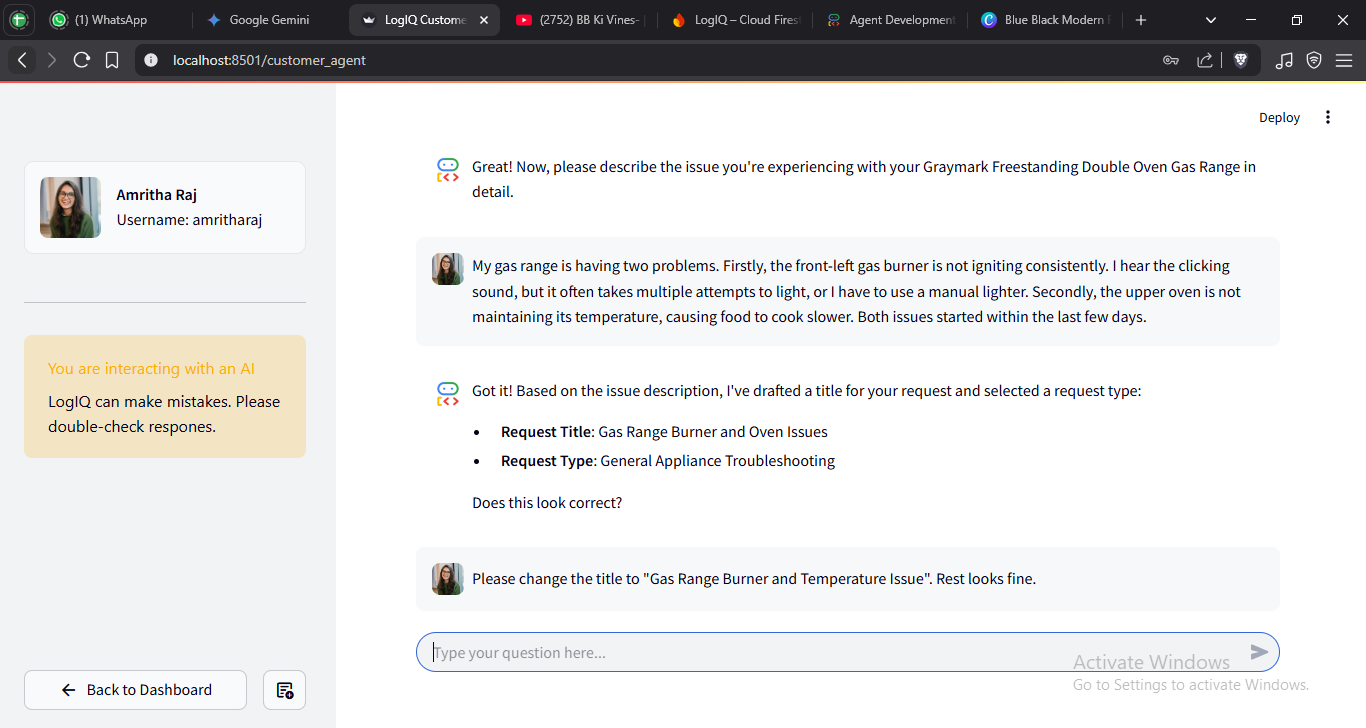 (1) WhatsApp
Google Gemini
LogIQ Custome
(2752) BB Ki Vines-
LogIQ – Cloud Fires
Agent Development
Blue Black Modern
localhost:8501/customer_agent
Deploy
Amritha Raj
Username: amritharaj
You are interacting with an AI
LogIQ can make mistakes. Please
double-check respones.
Back to Dashboard
Great! Now, please describe the issue you're experiencing with your Graymark Freestanding Double Oven Gas Range in
detail.
My gas range is having two problems. Firstly, the front-left gas burner is not igniting consistently. I hear the clicking
sound, but it often takes multiple attempts to light, or I have to use a manual lighter. Secondly, the upper oven is not
maintaining its temperature, causing food to cook slower. Both issues started within the last few days.
Got it! Based on the issue description, I've drafted a title for your request and selected a request type:
• Request Title: Gas Range Burner and Oven Issues
• Request Type: General Appliance Troubleshooting
Does this look correct?
Please change the title to "Gas Range Burner and Temperature Issue". Rest looks fine.
Type your question here...
Activate Windows
Go to Settings to activate Windows.